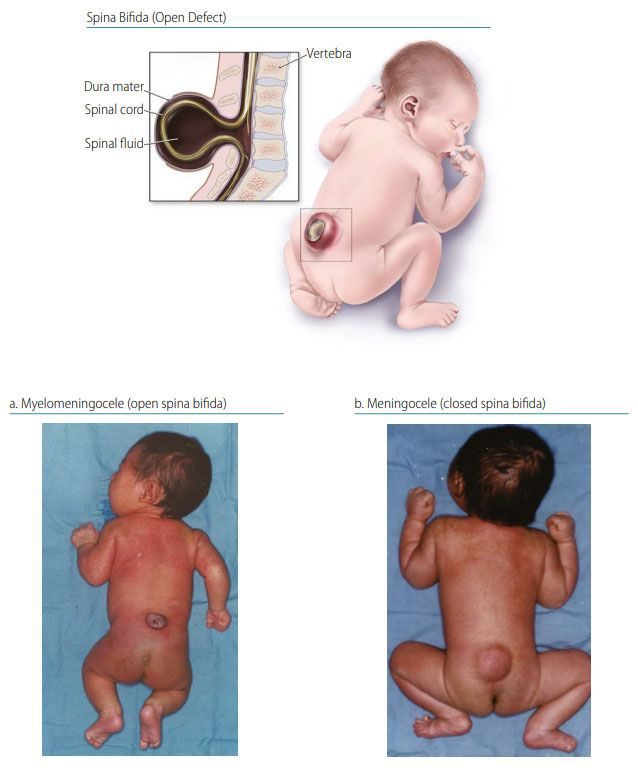 Spina Bifida (Open Defect)
Vertebra
Dura mater
Spinal cord
Spinal fluid
a. Myelomeningocele (open spina bifida)
b. Meningocele (closed spina bifida)